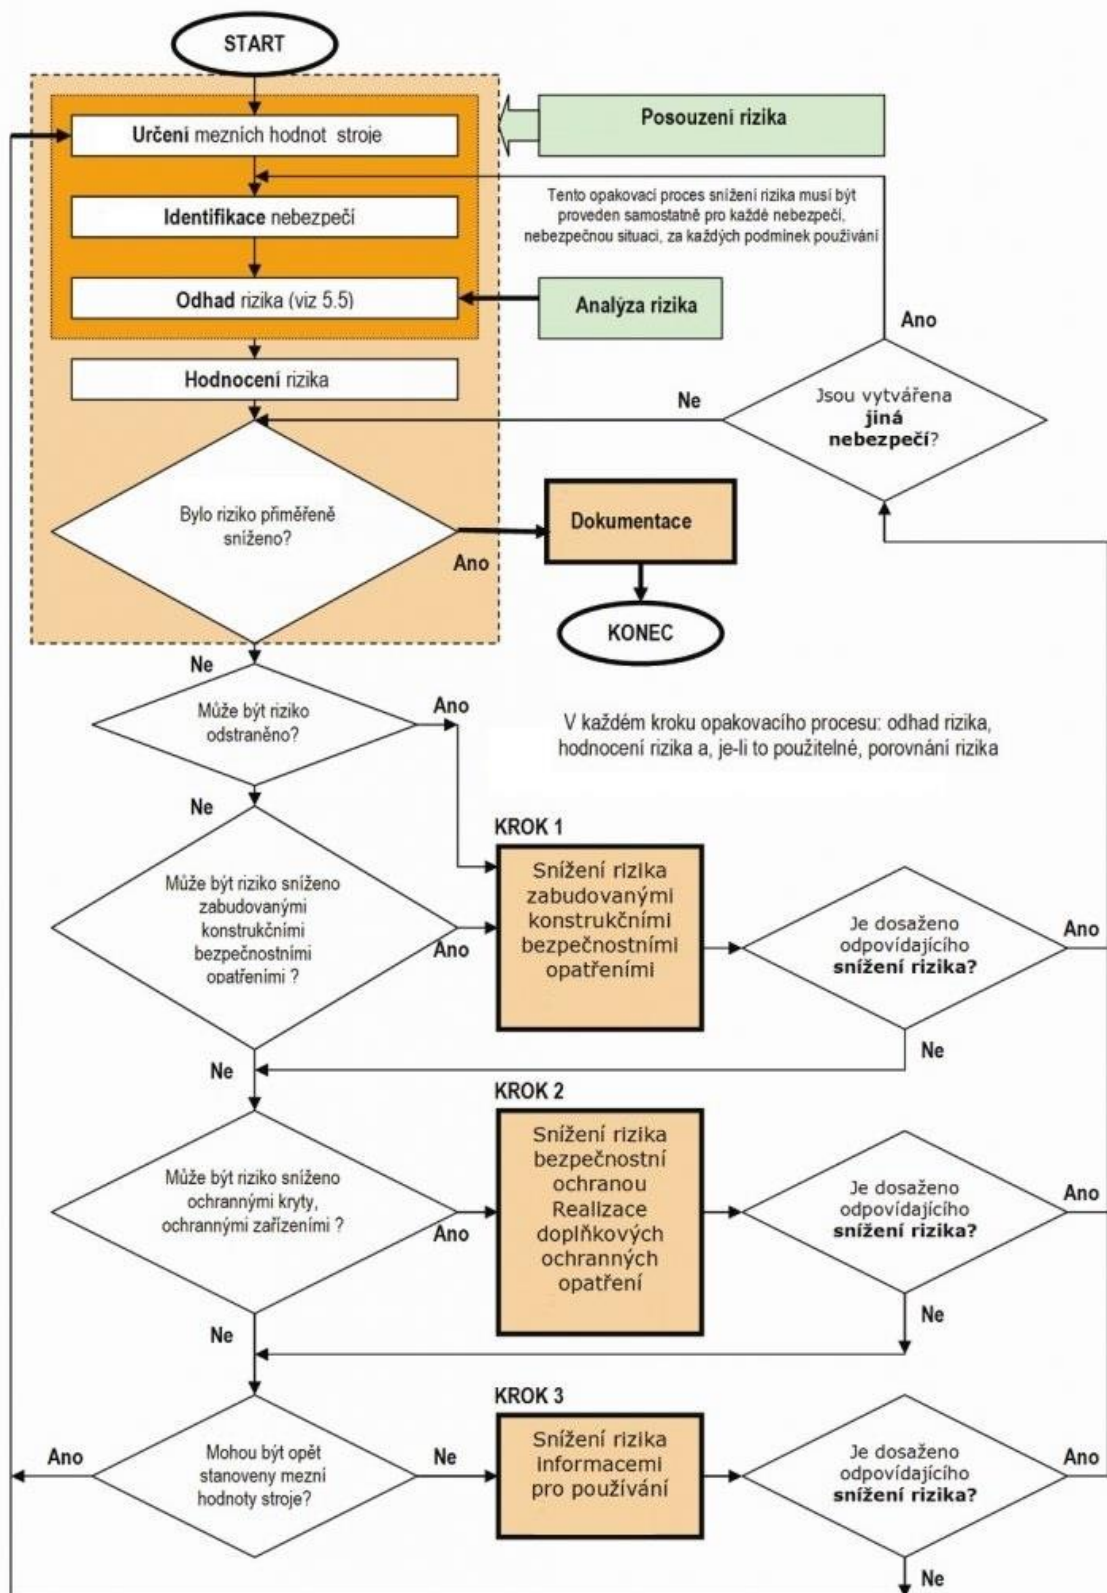 START
Určení mezních hodnot stroje
Posouzení rizika
Tento opakovací proces snížení rizika musí být
proveden samostatně pro každé nebezpečí,
nebezpečnou situaci, za každých podmínek používání
Identifikace nebezpečí
Odhad rizika (viz 5.5)
Analýza rizika
Ano
Hodnocení rizika
Ne
Jsou vytvářena
jiná
nebezpečí?
Bylo riziko přiměřeně
sníženo?
Ano
Dokumentace
KONEC
Ne
Může být riziko
odstraněno?
Ano
V každém kroku opakovacího procesu: odhad rizika,
hodnocení rizika a, je-li to použitelné, porovnání rizika
Ne
KROK 1
Může být riziko sníženo
zabudovanými
konstrukčními
bezpečnostními
opatřeními ?
Ano
Snížení rizika
zabudovanými
konstrukčními
bezpečnostními
opatřeními
Je dosaženo
odpovídajícího
snížení rizika?
Ano
Ne
Ne
KROK 2
Může být riziko sníženo
ochrannými kryty,
ochrannými zařízeními ?
Ano
Snížení rizika
bezpečnostní
ochranou
Realizace
doplňkových
ochranných
opatření
Je dosaženo
odpovídajícího
snížení rizika?
Ano
Ne
Ne
KROK 3
Ano
Mohou být opět
stanoveny mezní
hodnoty stroje?
Ne
Snížení rizika
informacemi
pro používání
Je dosaženo
odpovídajícího
snížení rizika?
Ano
Ne